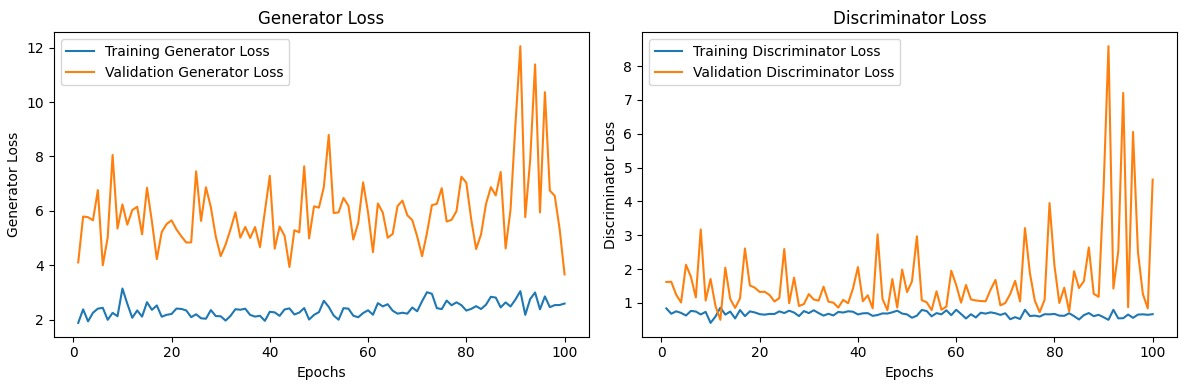 Generator Loss
Training Generator Loss
Validation Generator Loss
Generator Loss
12
10
8
6
4
2
0
20
40
60
80
100
Epochs
Discriminator Loss
Training Discriminator Loss
Validation Discriminator Loss
Discriminator Loss
8
7
6
5
4
3
2
1
0
20
40
60
80
100
Epochs